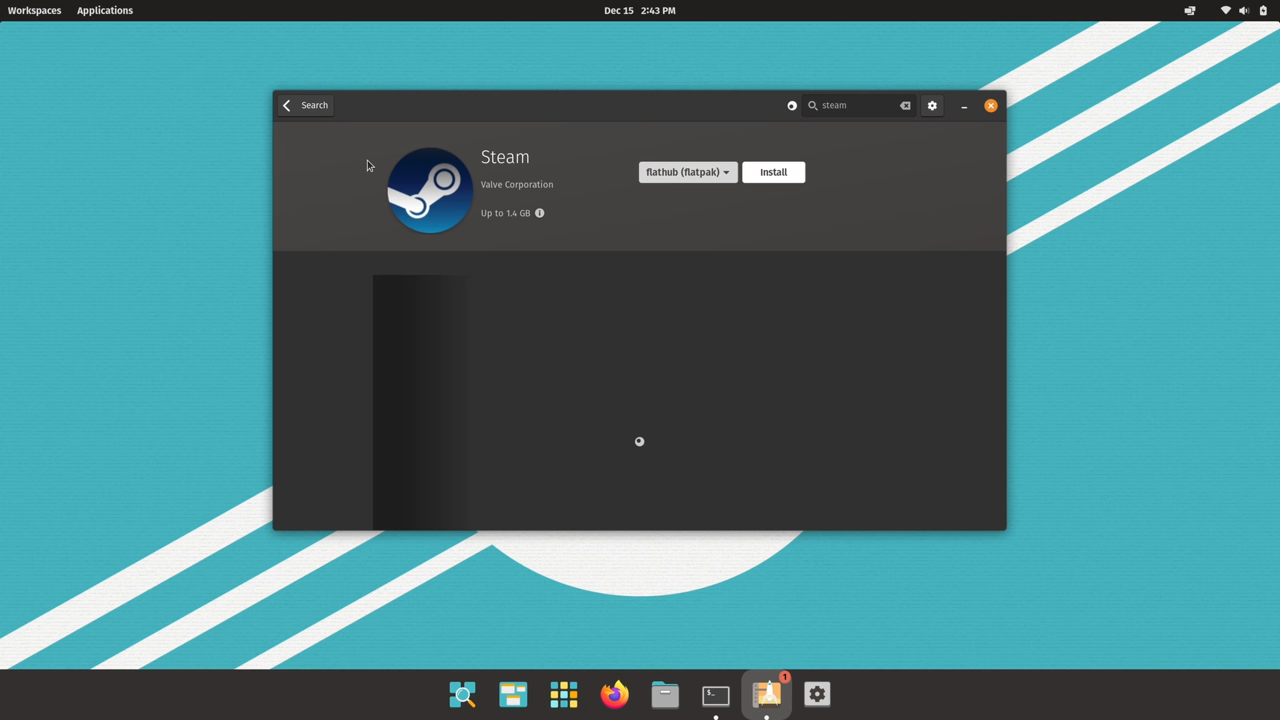 Workspaces Applications Dec 15 2:43 PM
Search steam
Steam
flathub (flatpak) Install
Valve Corporation
Up to 1.4 GB
$_
1